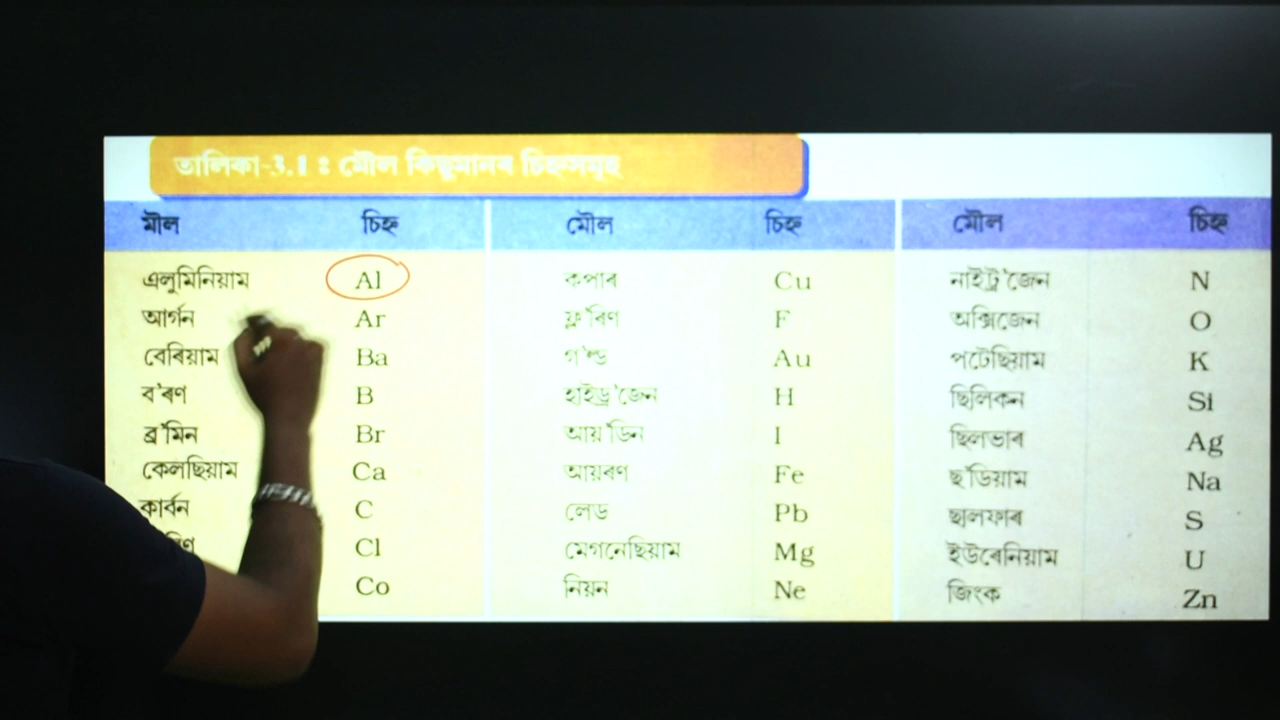 তালিকা-3.1 : মৌল কিছুমানৰ চিহ্নসমূহ
মৌল চিহ্ন মৌল চিহ্ন মৌল চিহ্ন
এলুমিনিয়াম Al কপাৰ Cu নাইট্ৰ'জেন N
আৰ্গন Ar ফ্ল'ৰিণ F অক্সিজেন O
বেৰিয়াম Ba গ'ল্ড Au পটেছিয়াম K
ব'ৰণ B হাইড্ৰ'জেন H ছিলিকন Si
ব্ৰ'মিন Br আয়'ডিন I ছিলভাৰ Ag
কেলছিয়াম Ca আয়ৰণ Fe ছ'ডিয়াম Na
কাৰ্বন C লেড Pb ছালফাৰ S
Cl মেগনেছিয়াম Mg ইউৰেনিয়াম U
Co নিয়ন Ne জিংক Zn